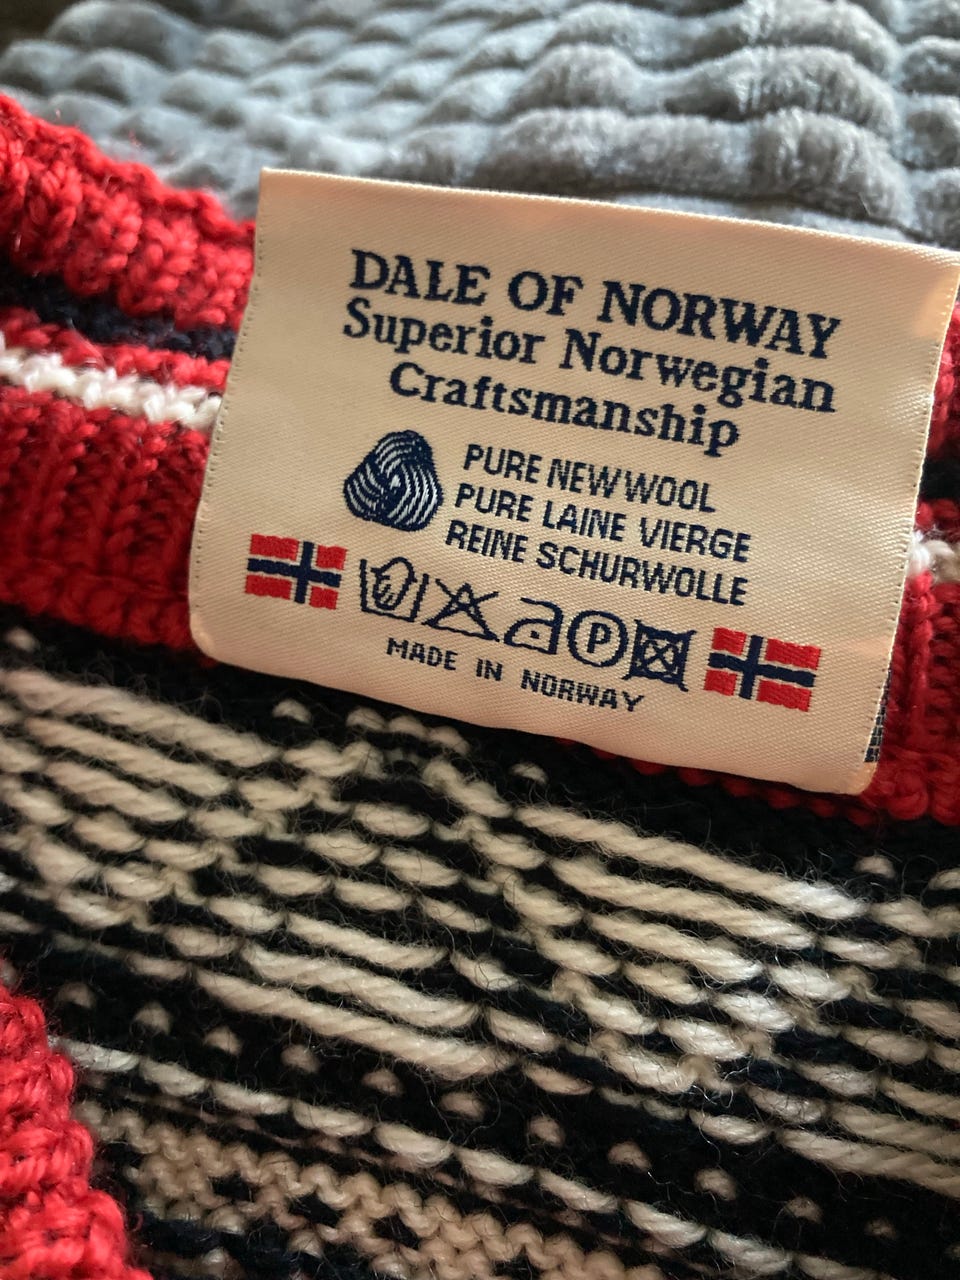 DALE OF NORWAY
Superior Norwegian
Craftsmanship
PURE NEW WOOL
PURE LAINE VIERGE
REINE SCHURWOLLE
P
MADE IN NORWAY